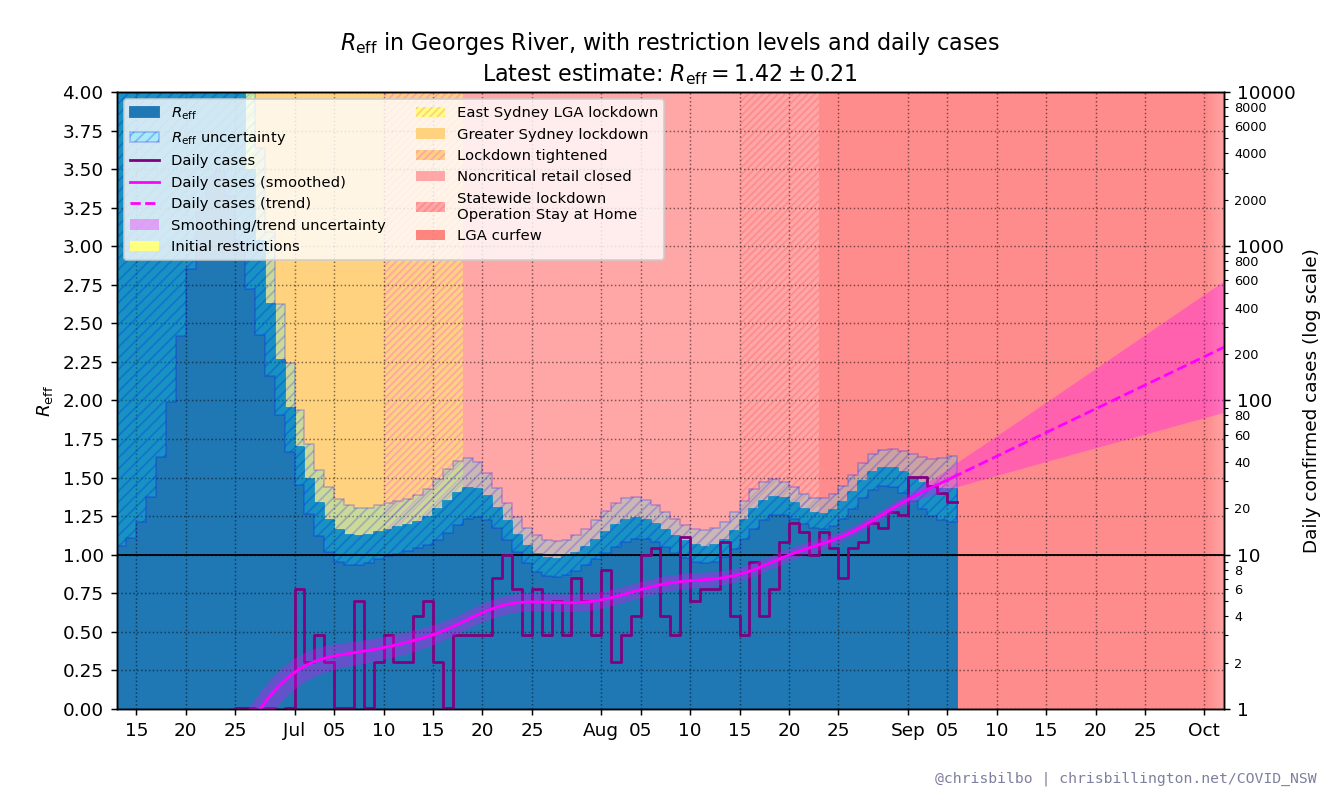 R_eff in Georges River, with restriction levels and daily cases
Latest estimate: R_eff = 1.42 ± 0.21
R_eff
R_eff uncertainty
Daily cases
Daily cases (smoothed)
Daily cases (trend)
Smoothing/trend uncertainty
Initial restrictions
East Sydney LGA lockdown
Greater Sydney lockdown
Lockdown tightened
Noncritical retail closed
Statewide lockdown
Operation Stay at Home
LGA curfew
R_eff
4.00
3.75
3.50
3.25
3.00
2.75
2.50
2.25
2.00
1.75
1.50
1.25
1.00
0.75
0.50
0.25
0.00
15 20 25 Jul 05 10 15 20 25 Aug 05 10 15 20 25 Sep 05 10 15 20 25 Oct
10000
8000
6000
4000
2000
1000
800
600
400
200
100
80
60
40
20
10
8
6
4
2
1
Daily confirmed cases (log scale)
@chrisbilbo | chrisbillington.net/COVID_NSW